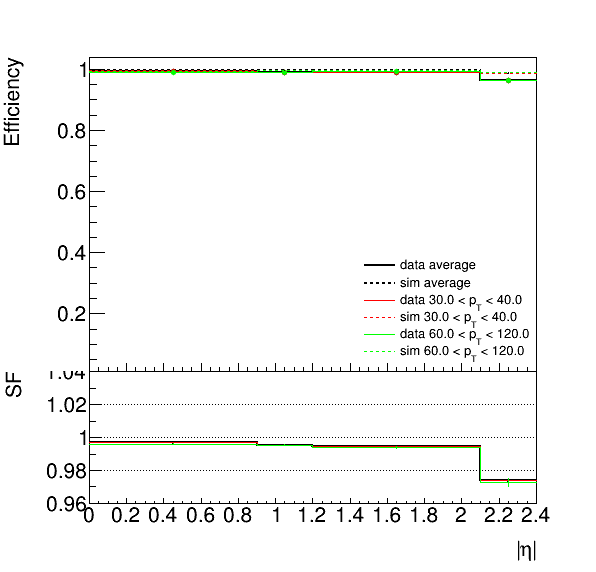 Efficiency
1
0.8
0.6
0.4
0.2
data average
sim average
data 30.0 < p_T < 40.0
sim 30.0 < p_T < 40.0
data 60.0 < p_T < 120.0
sim 60.0 < p_T < 120.0
SF
1.04
1.02
1
0.98
0.96
0 0.2 0.4 0.6 0.8 1 1.2 1.4 1.6 1.8 2 2.2 2.4
|η|